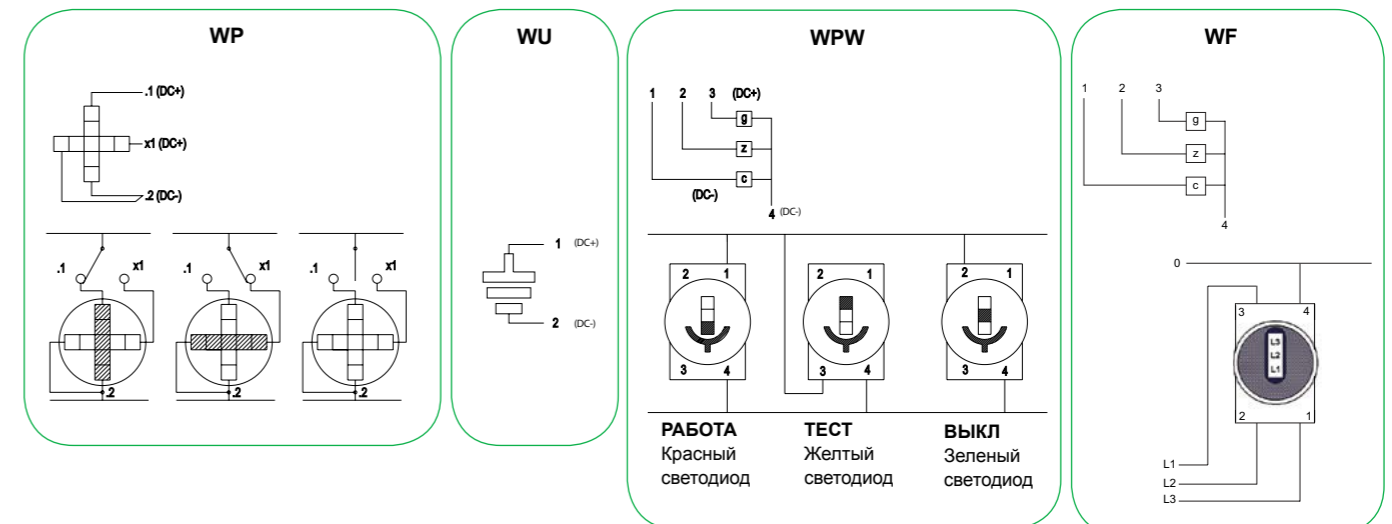 WP
.1 (DC+)
x1 (DC+)
.2 (DC-)
.1 x1 .1 x1 .1 x1
.2 .2 .2
WU
1 (DC+)
2 (DC-)
WPW
1 2 3 (DC+)
g
z
c
(DC-)
4 (DC-)
2 1 2 1 2 1
3 4 3 4 3 4
РАБОТА
Красный
светодиод
ТЕСТ
Желтый
светодиод
ВЫКЛ
Зеленый
светодиод
WF
1 2 3
g
z
c
4
0
3 4
L3
L2
L1
2 1
L1
L2
L3